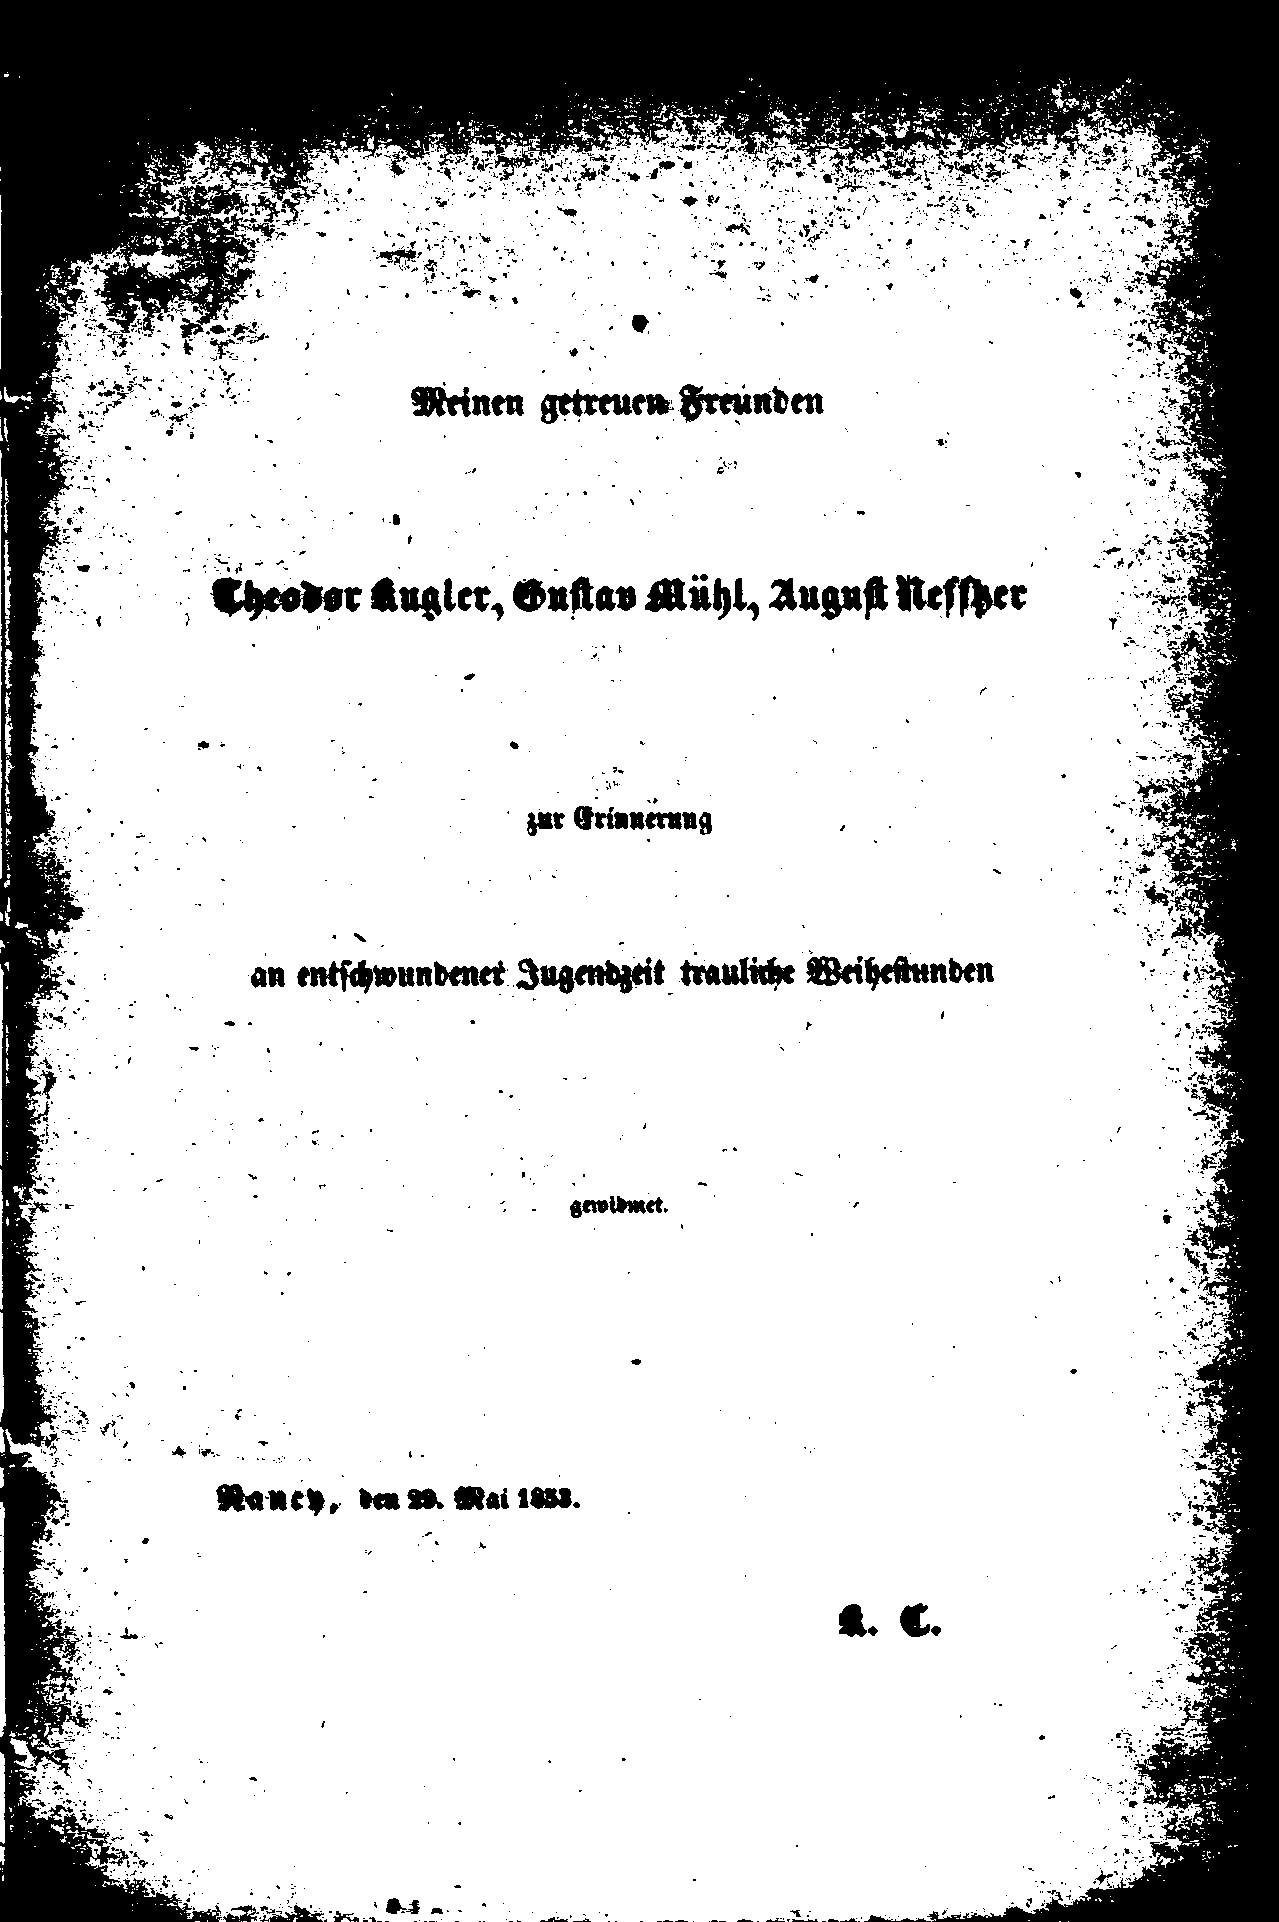 Meinen getreuen Freunden
Theodor Kugler, Gustav Mühl, August Nefftzer
zur Erinnerung
an entschwundener Jugendzeit trauliche Weihestunden
gewidmet.
Nancy, den 29. Mai 1853.
K. C.